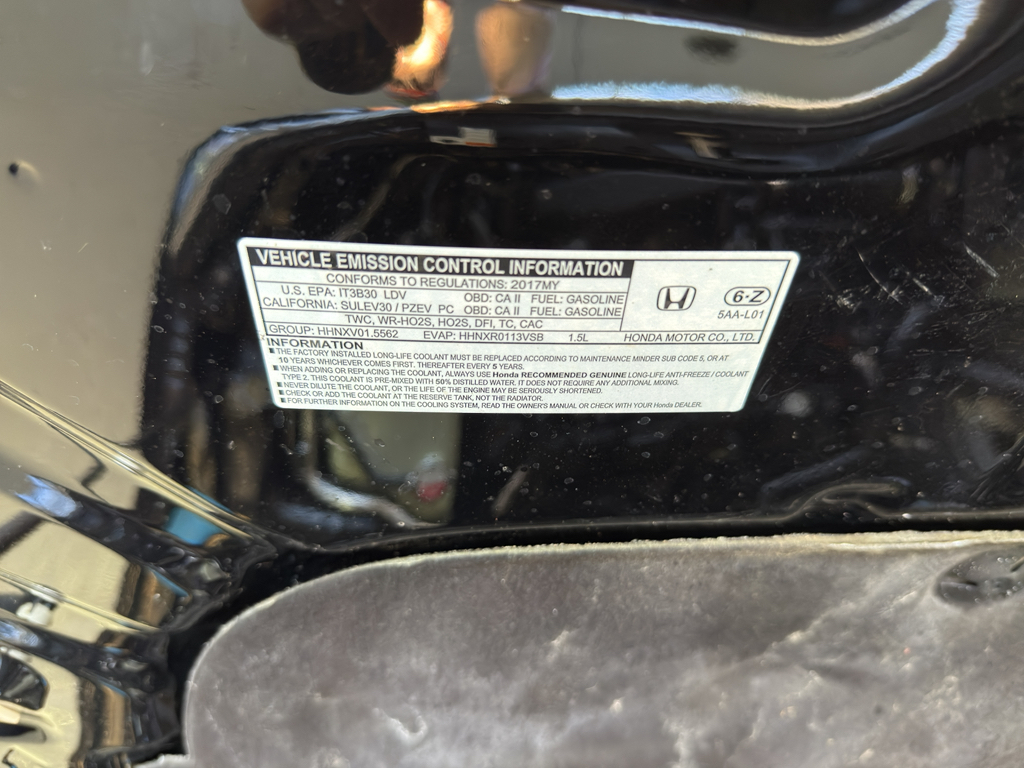 VEHICLE EMISSION CONTROL INFORMATION
CONFORMS TO REGULATIONS: 2017MY
U.S. EPA: IT3B30 LDV OBD: CA II FUEL: GASOLINE
CALIFORNIA: SULEV30 / PZEV PC OBD: CA II FUEL: GASOLINE
TWC, WR-HO2S, HO2S, DFI, TC, CAC
6·Z
5AA-L01
GROUP: HHNXV01.5562 EVAP: HHNXR0113VSB 1.5L HONDA MOTOR CO., LTD.
INFORMATION
■ THE FACTORY INSTALLED LONG-LIFE COOLANT MUST BE REPLACED ACCORDING TO MAINTENANCE MINDER SUB CODE 5, OR AT
10 YEARS WHICHEVER COMES FIRST. THEREAFTER EVERY 5 YEARS.
■ WHEN ADDING OR REPLACING THE COOLANT, ALWAYS USE Honda RECOMMENDED GENUINE LONG-LIFE ANTI-FREEZE / COOLANT
TYPE 2. THIS COOLANT IS PRE-MIXED WITH 50% DISTILLED WATER. IT DOES NOT REQUIRE ANY ADDITIONAL MIXING.
■ NEVER DILUTE THE COOLANT, OR THE LIFE OF THE ENGINE MAY BE SERIOUSLY SHORTENED.
■ CHECK OR ADD THE COOLANT AT THE RESERVE TANK, NOT THE RADIATOR.
■ FOR FURTHER INFORMATION ON THE COOLING SYSTEM, READ THE OWNER'S MANUAL OR CHECK WITH YOUR Honda DEALER.